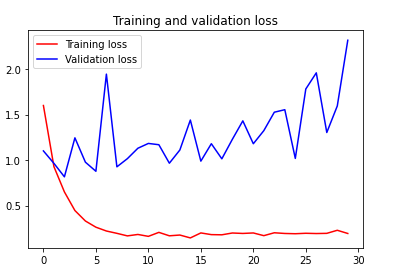 Training and validation loss
Training loss
Validation loss
2.0
1.5
1.0
0.5
0 5 10 15 20 25 30